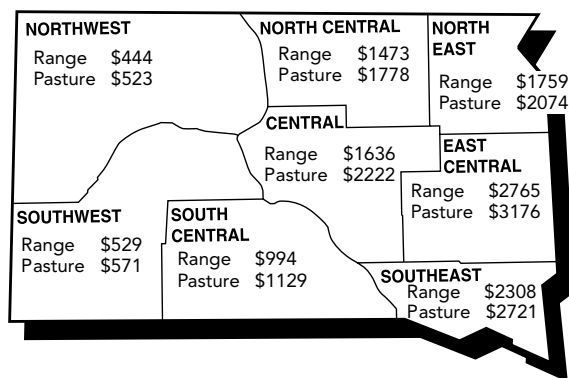 NORTHWEST
Range $444
Pasture $523
NORTH CENTRAL
Range $1473
Pasture $1778
NORTH
EAST
Range $1759
Pasture $2074
CENTRAL
Range $1636
Pasture $2222
EAST
CENTRAL
Range $2765
Pasture $3176
SOUTHWEST
Range $529
Pasture $571
SOUTH
CENTRAL
Range $994
Pasture $1129
SOUTHEAST
Range $2308
Pasture $2721